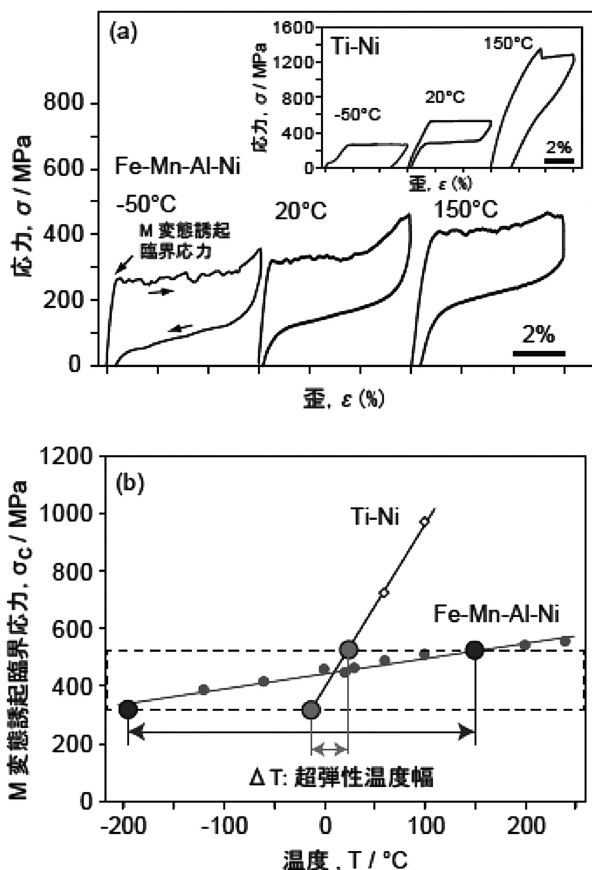 (a)
Ti-Ni
1600
1200
800
400
0
応力, σ / MPa
-50°C
20°C
150°C
2%
歪, ε (%)
800
600
400
200
0
応力, σ / MPa
Fe-Mn-Al-Ni
-50°C
20°C
150°C
M 変態誘起
臨界応力
2%
歪, ε (%)
(b)
1200
1000
800
600
400
200
0
M 変態誘起臨界応力, σC / MPa
Ti-Ni
Fe-Mn-Al-Ni
ΔT: 超弾性温度幅
-200
-100
0
100
200
温度 , T / °C